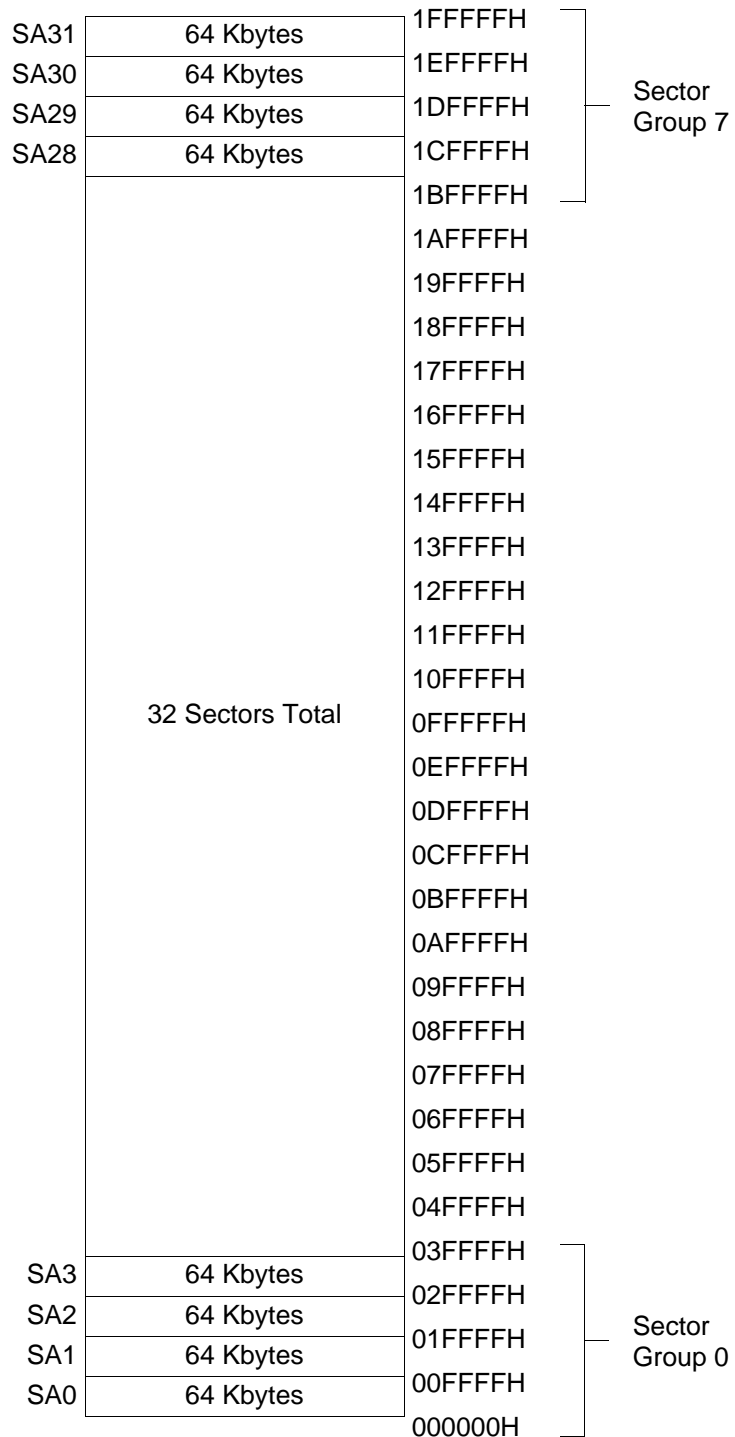 1FFFFFH
SA31 64 Kbytes
1EFFFFH
SA30 64 Kbytes
Sector
1DFFFFH
SA29 64 Kbytes
Group 7
1CFFFFH
SA28 64 Kbytes
1BFFFFH
1AFFFFH
19FFFFH
18FFFFH
17FFFFH
16FFFFH
15FFFFH
14FFFFH
13FFFFH
12FFFFH
11FFFFH
10FFFFH
32 Sectors Total
0FFFFFH
0EFFFFH
0DFFFFH
0CFFFFH
0BFFFFH
0AFFFFH
09FFFFH
08FFFFH
07FFFFH
06FFFFH
05FFFFH
04FFFFH
03FFFFH
SA3 64 Kbytes
02FFFFH
SA2 64 Kbytes
Sector
01FFFFH
SA1 64 Kbytes
Group 0
00FFFFH
SA0 64 Kbytes
000000H